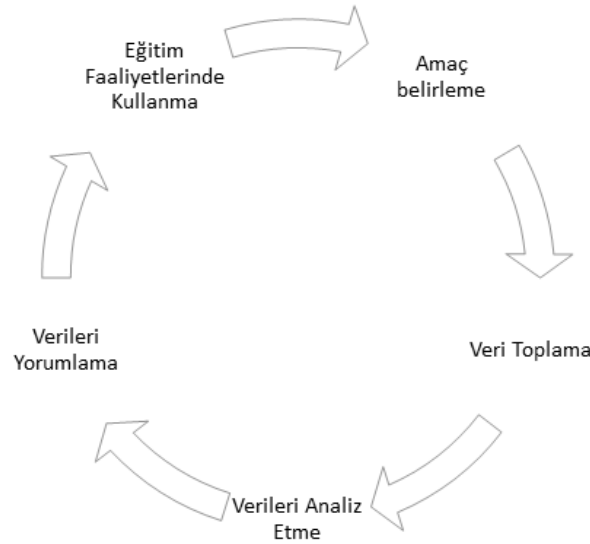 Eğitim
Faaliyetlerinde
Kullanma
Amaç
belirleme
Veri Toplama
Verileri Analiz
Etme
Verileri
Yorumlama